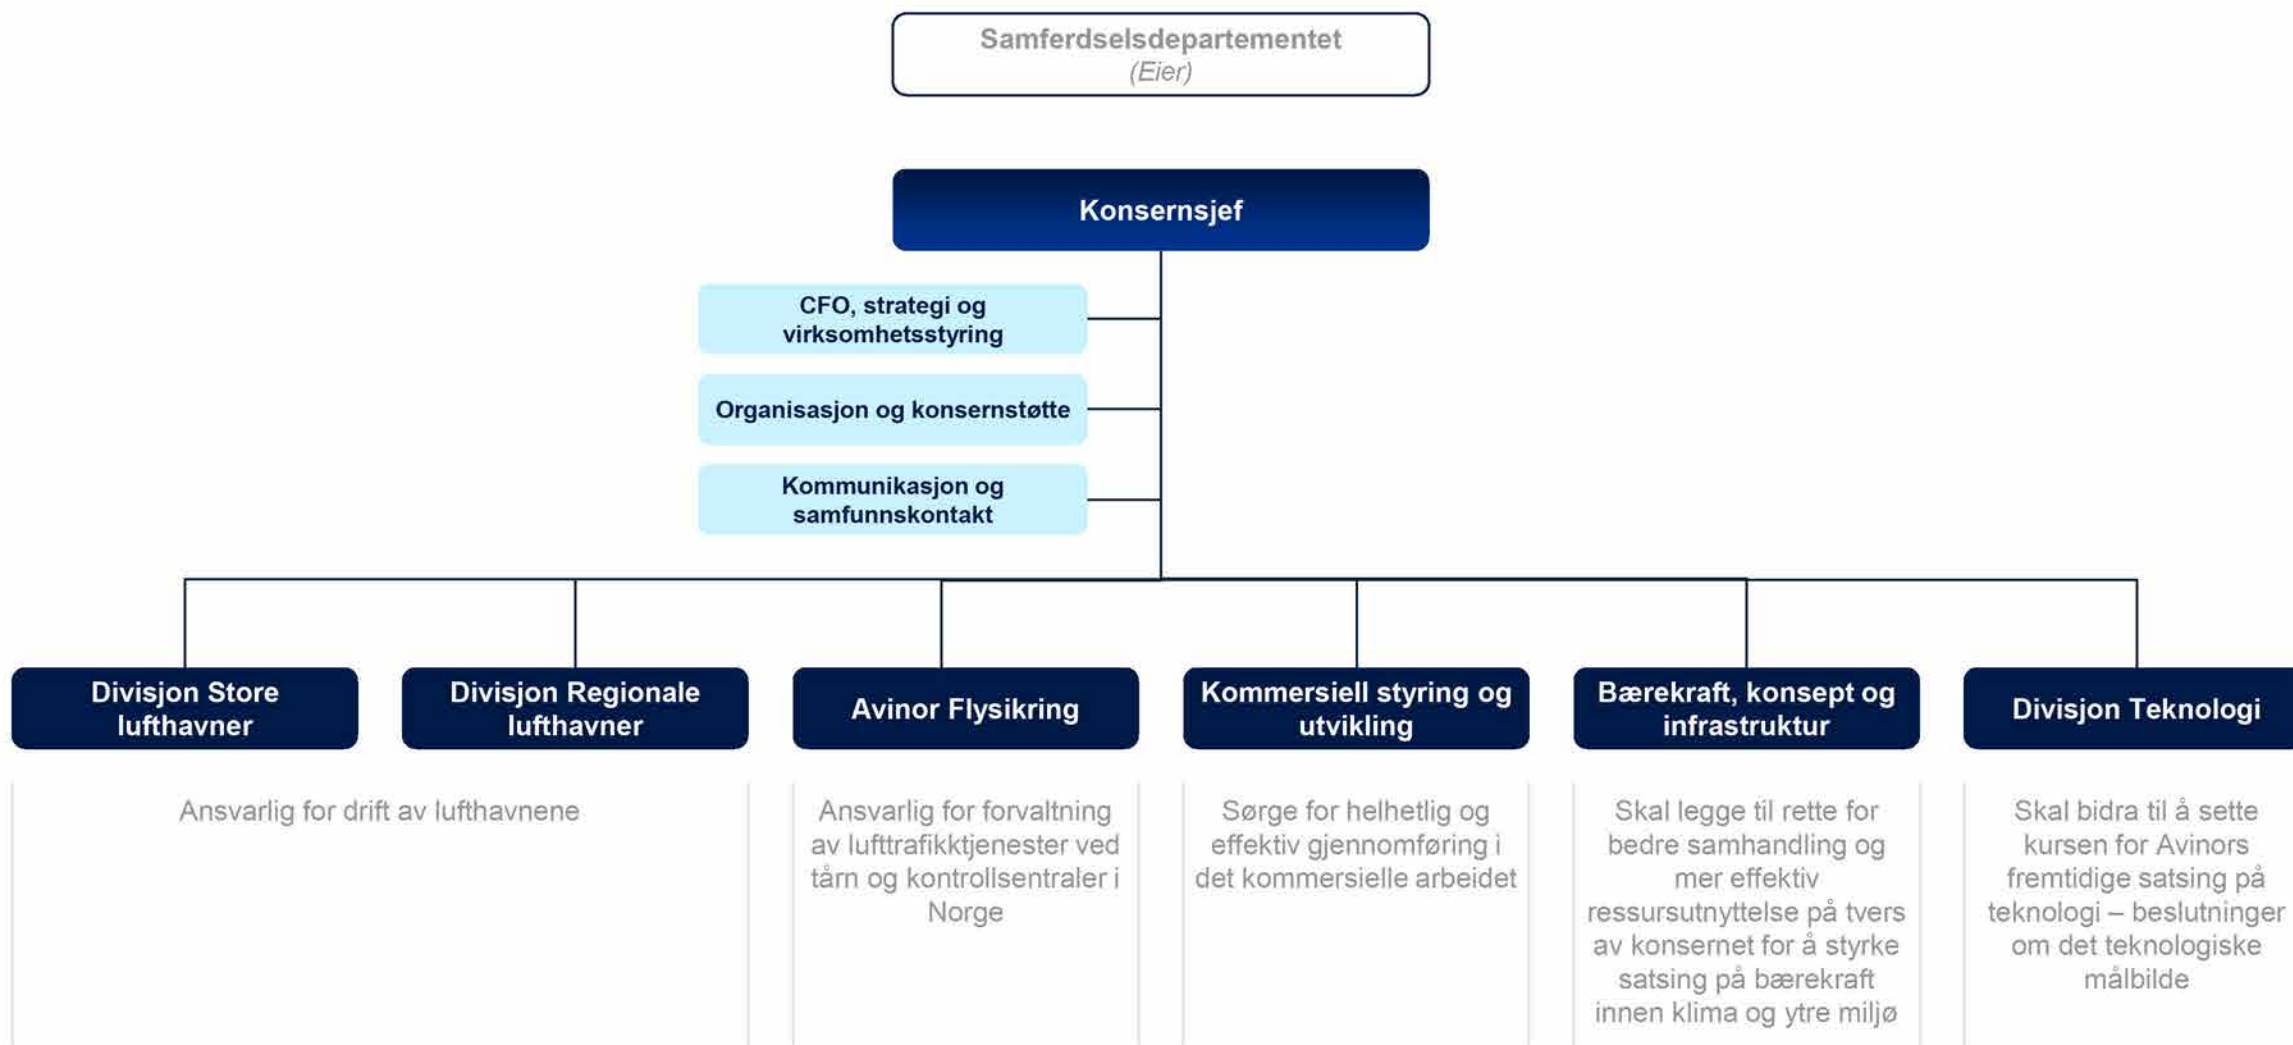 Samferdselsdepartementet
(Eier)
Konsernsjef
CFO, strategi og
virksomhetsstyring
Organisasjon og konsernstøtte
Kommunikasjon og
samfunnskontakt
Divisjon Store
lufthavner
Divisjon Regionale
lufthavner
Avinor Flysikring
Kommersiell styring og
utvikling
Bærekraft, konsept og
infrastruktur
Divisjon Teknologi
Ansvarlig for drift av lufthavnene
Ansvarlig for forvaltning
av lufttrafikktjenester ved
tårn og kontrollsentraler i
Norge
Sørge for helhetlig og
effektiv gjennomføring i
det kommersielle arbeidet
Skal legge til rette for
bedre samhandling og
mer effektiv
ressursutnyttelse på tvers
av konsernet for å styrke
satsing på bærekraft
innen klima og ytre miljø
Skal bidra til å sette
kursen for Avinors
fremtidige satsing på
teknologi – beslutninger
om det teknologiske
målbilde